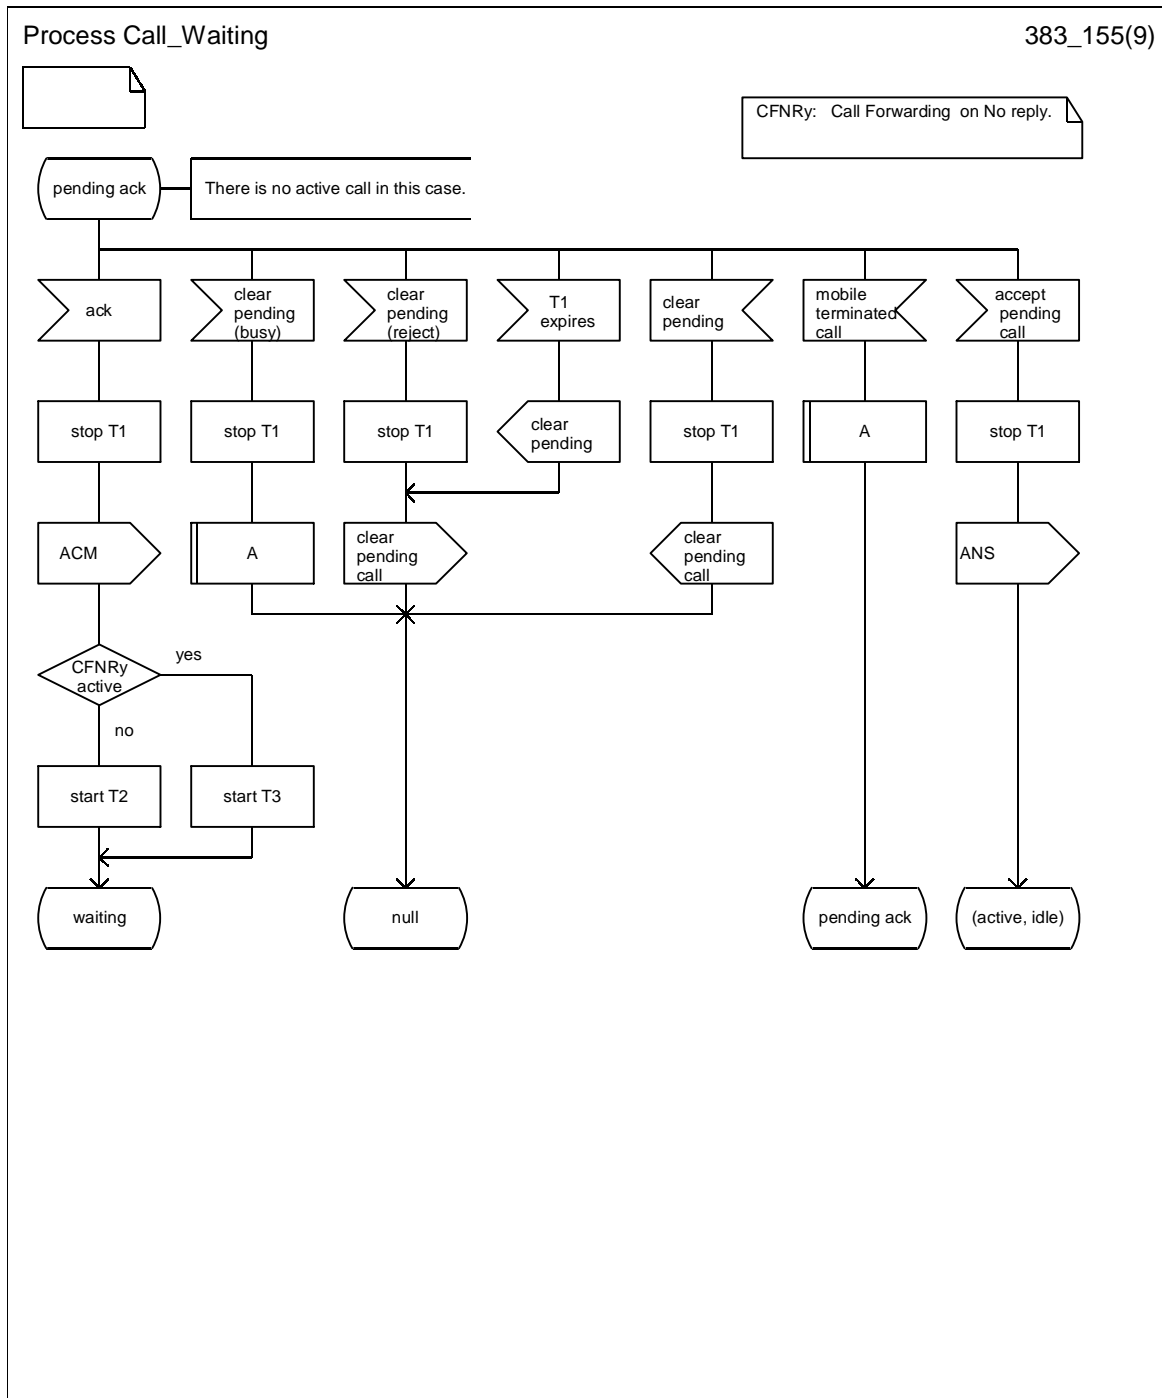 Process Call_Waiting
383_155(9)
CFNRy: Call Forwarding on No reply.
pending ack
There is no active call in this case.
ack
clear
pending
(busy)
clear
pending
(reject)
T1
expires
clear
pending
mobile
terminated
call
accept
pending
call
stop T1
stop T1
stop T1
clear
pending
stop T1
A
stop T1
ACM
A
clear
pending
call
clear
pending
call
ANS
CFNRy
active
yes
no
start T2
start T3
waiting
null
pending ack
(active, idle)